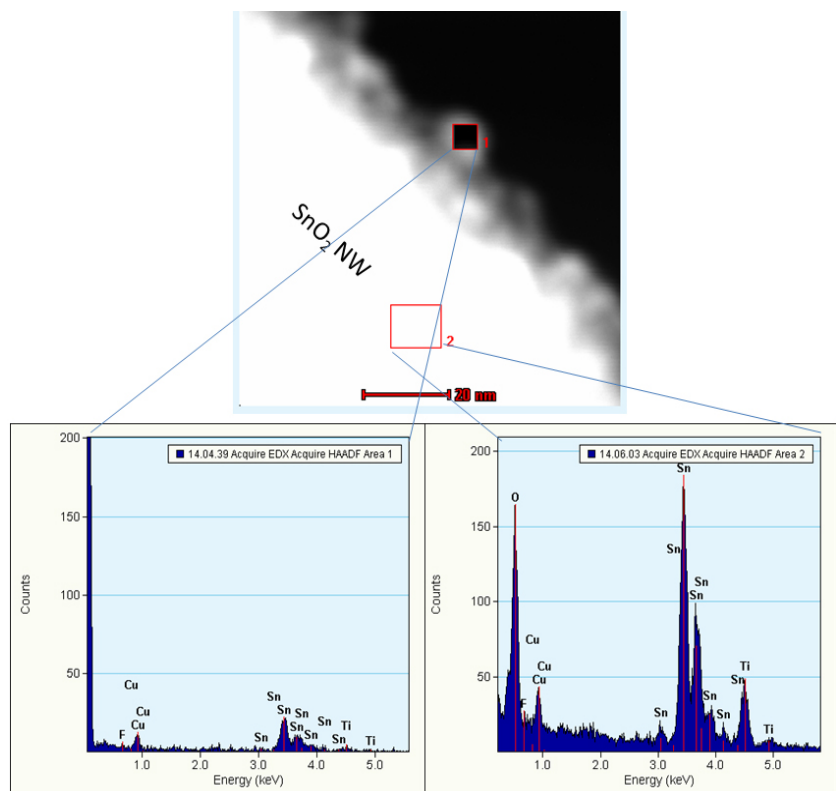 1
SnO2 NW
2
20 nm
200
150
100
50
Counts
14.04.39 Acquire EDX Acquire HAADF Area 1
Cu
Cu
F
Cu
Sn
Sn
Sn
Sn
Sn
Sn
Sn
Ti
Ti
1.0 2.0 3.0 4.0 5.0
Energy (keV)
200
150
100
50
Counts
14.06.03 Acquire EDX Acquire HAADF Area 2
O
Sn
Sn
Sn
Sn
Cu
Cu
Cu
F
Sn
Sn
Sn
Sn
Ti
Ti
1.0 2.0 3.0 4.0 5.0
Energy (keV)